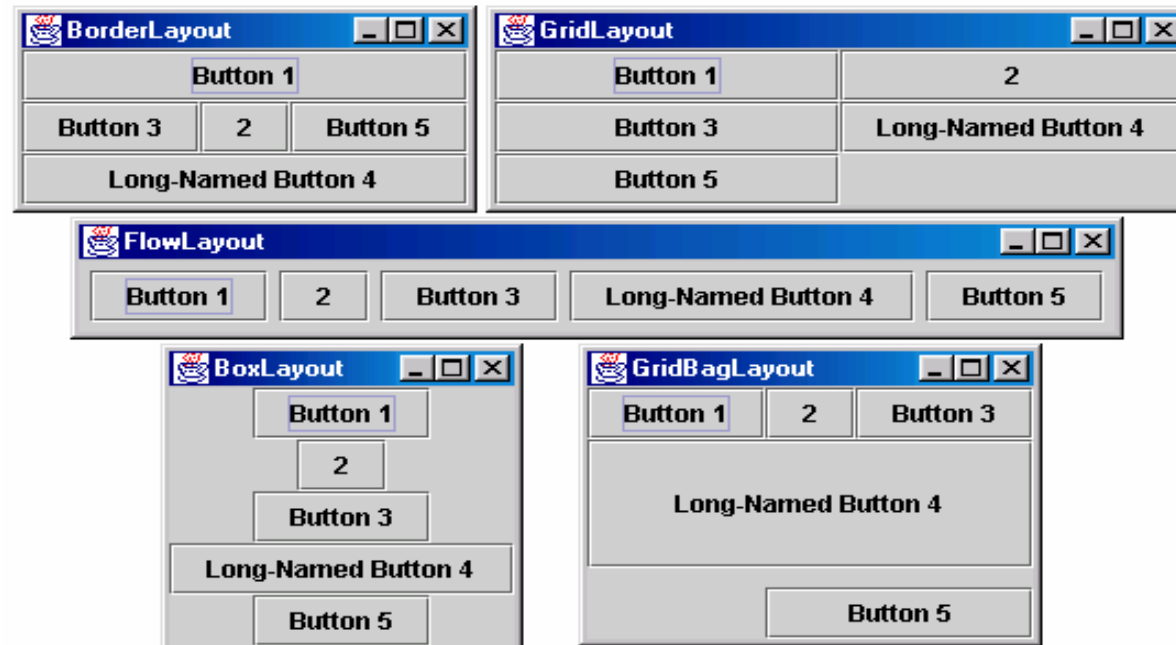 BorderLayout
Button 1
Button 3 2 Button 5
Long-Named Button 4
GridLayout
Button 1 2
Button 3 Long-Named Button 4
Button 5
FlowLayout
Button 1 2 Button 3 Long-Named Button 4 Button 5
BoxLayout
Button 1
2
Button 3
Long-Named Button 4
Button 5
GridBagLayout
Button 1 2 Button 3
Long-Named Button 4
Button 5